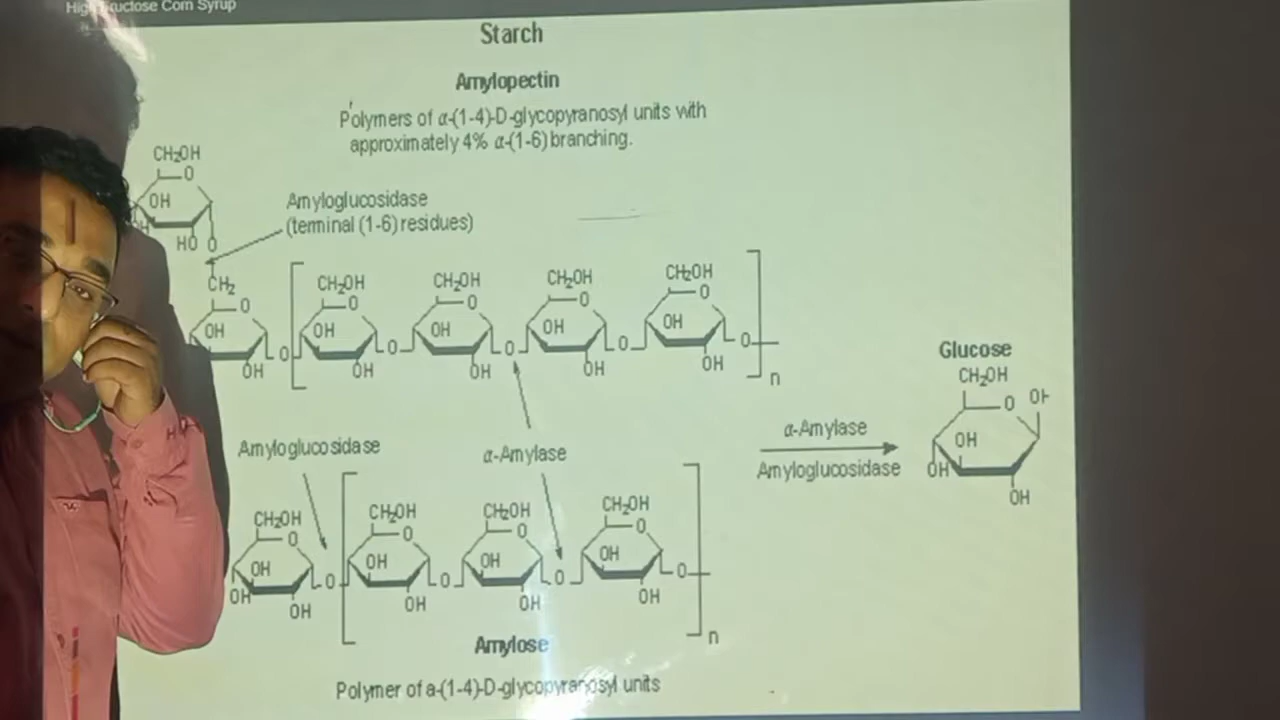 High Fructose Corn Syrup
Starch
Amylopectin
Polymers of α-(1-4)-D-glycopyranosyl units with
approximately 4% α-(1-6) branching.
CH₂OH
O
OH
HO O
Amyloglucosidase
(terminal (1-6) residues)
CH₂
O
OH
OH
O
CH₂OH
O
OH
OH
O
CH₂OH
O
OH
OH
O
CH₂OH
O
OH
OH
O
CH₂OH
O
OH
OH
O
n
Amyloglucosidase
α-Amylase
α-Amylase
Amyloglucosidase
Glucose
CH₂OH
O
OH
OH
OH
CH₂OH
O
OH
OH
OH
O
CH₂OH
O
OH
OH
O
CH₂OH
O
OH
OH
O
CH₂OH
O
OH
OH
O
n
Amylose
Polymer of a-(1-4)-D-glycopyranosyl units